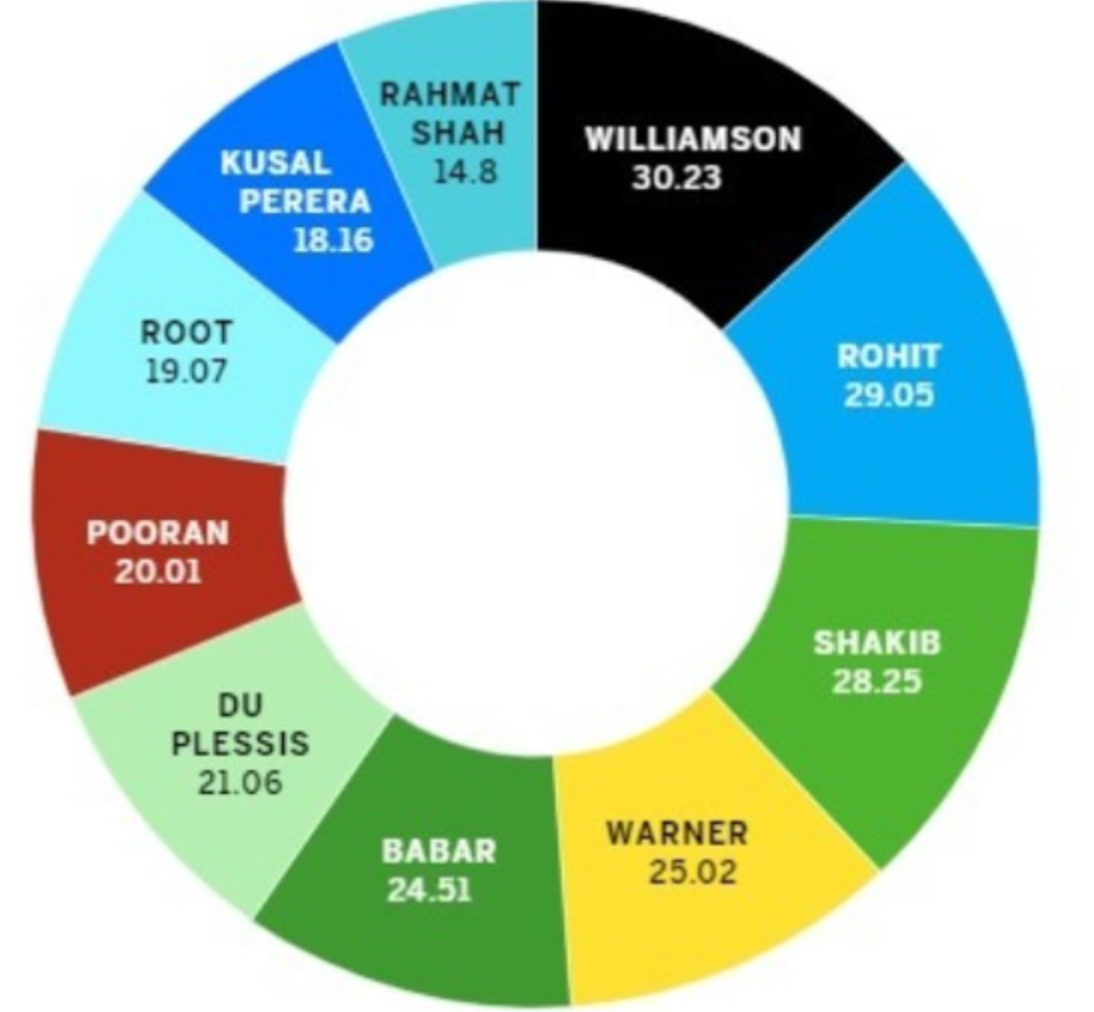 WILLIAMSON
30.23
ROHIT
29.05
SHAKIB
28.25
WARNER
25.02
BABAR
24.51
DU
PLESSIS
21.06
POORAN
20.01
ROOT
19.07
KUSAL
PERERA
18.16
RAHMAT
SHAH
14.8